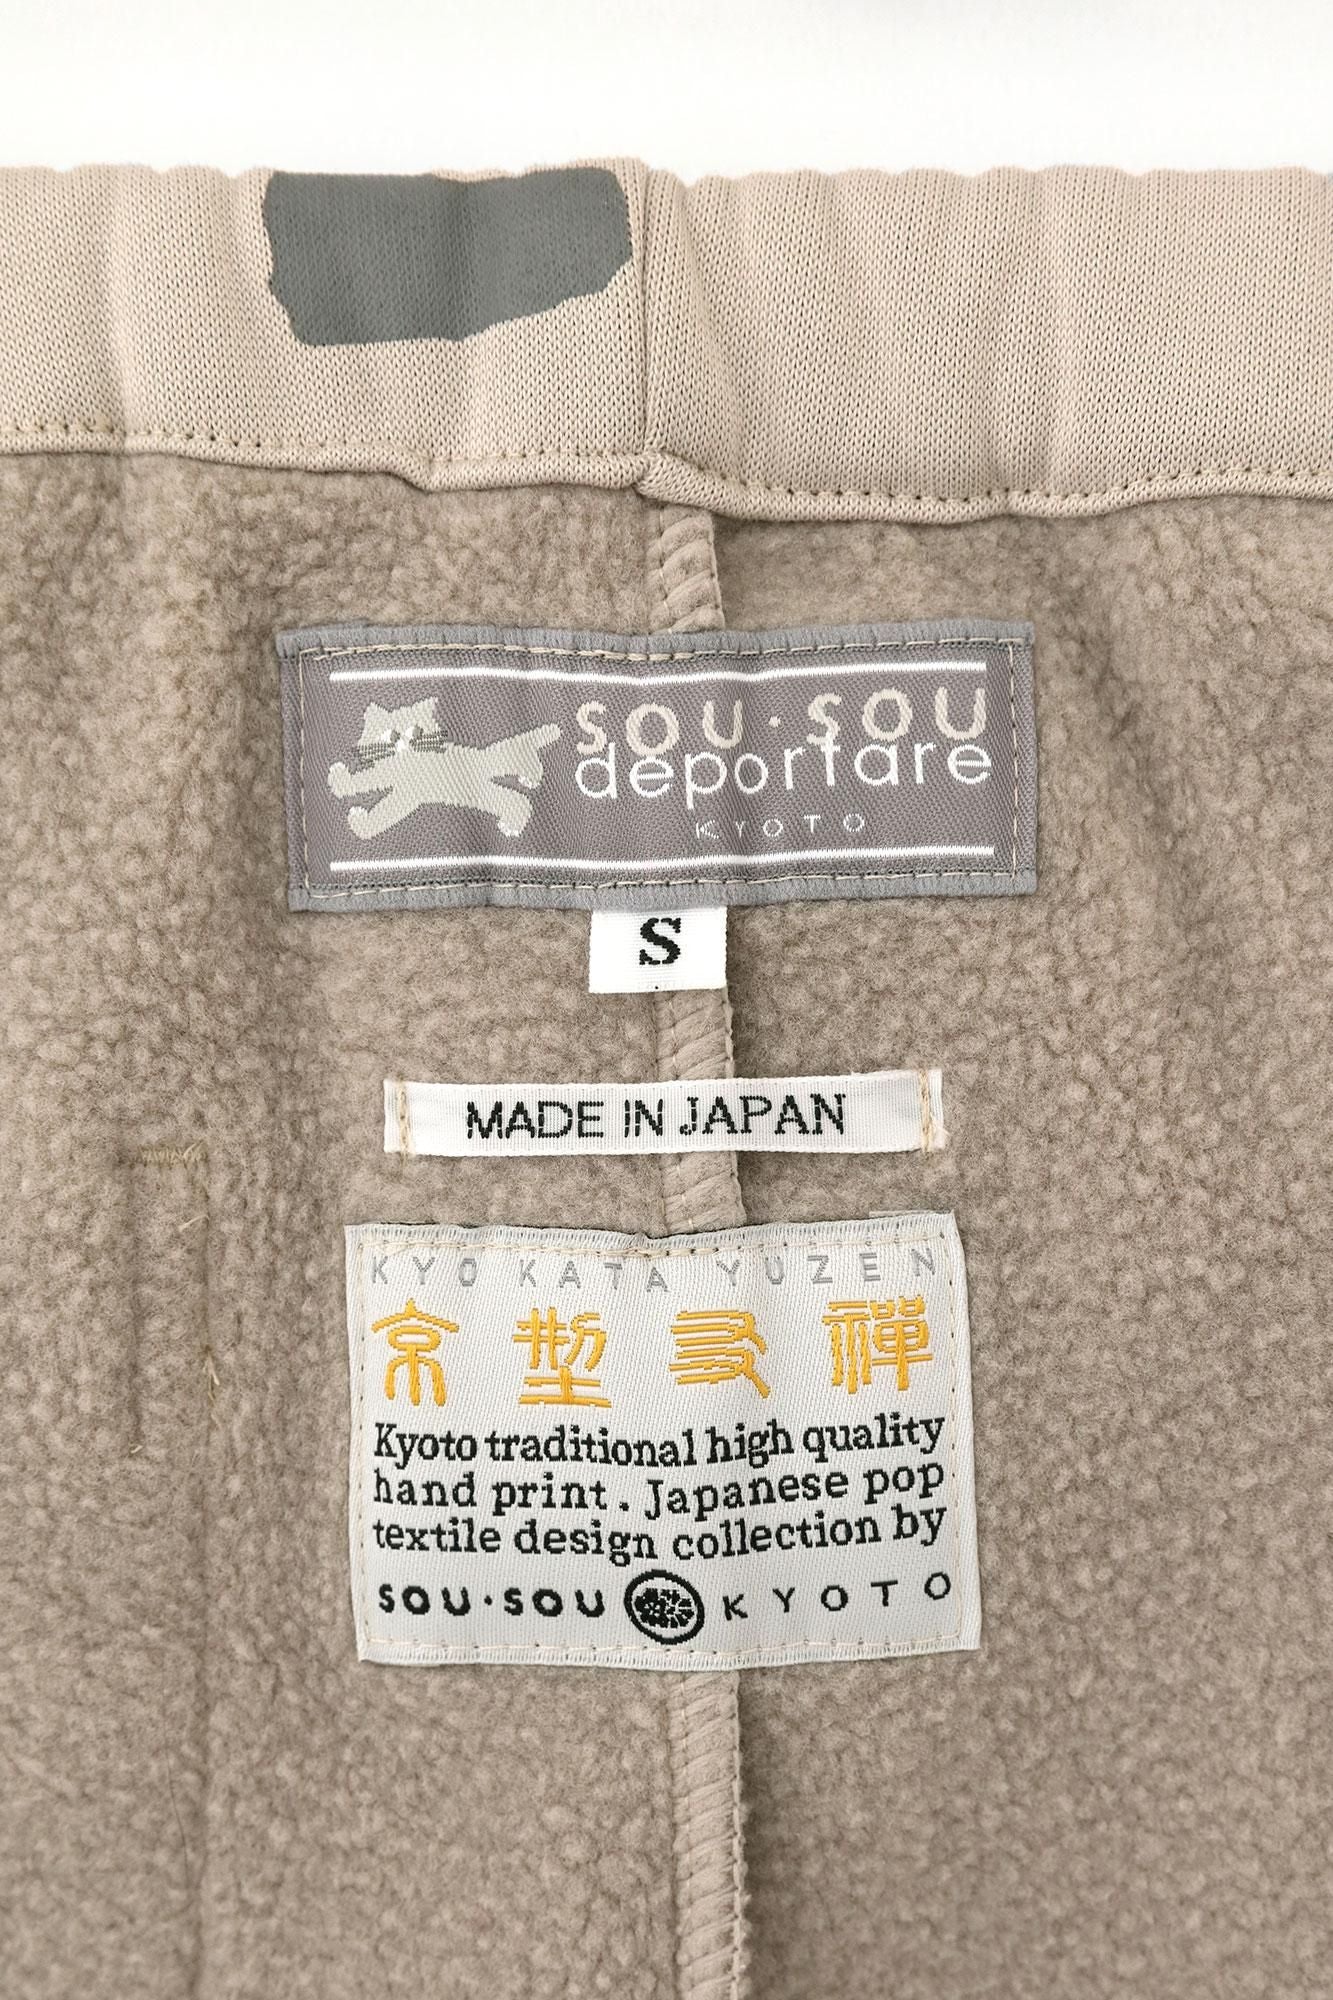 SOU・SOU
deportare
KYOTO
S
MADE IN JAPAN
KYO KATA YUZEN
京型友禅
Kyoto traditional high quality
hand print. Japanese pop
textile design collection by
SOU・SOU KYOTO